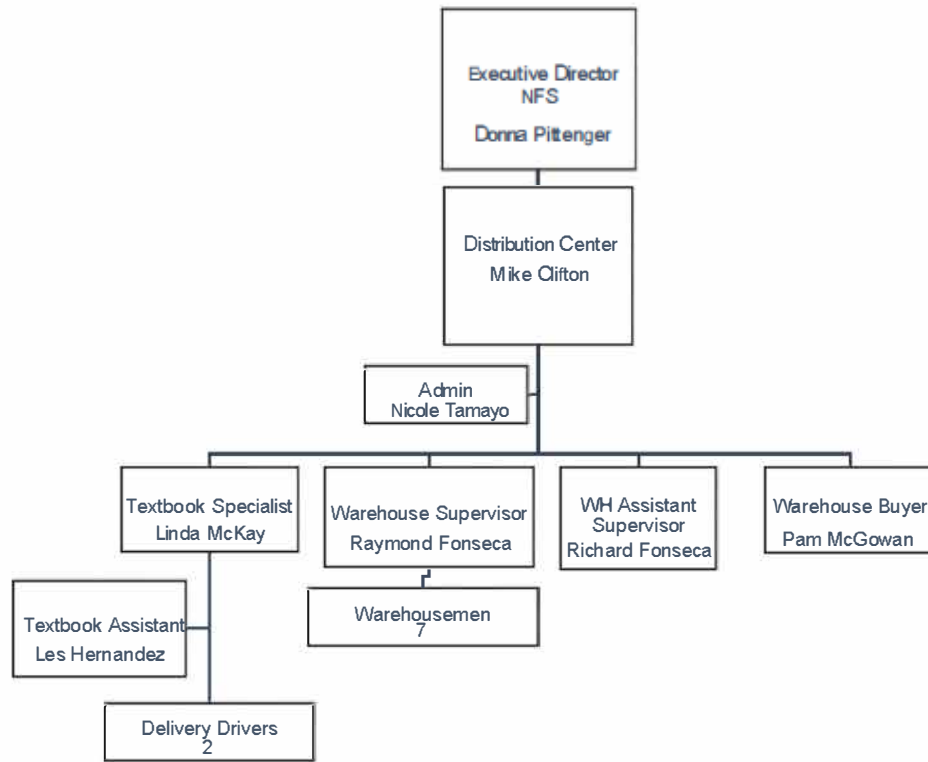 Executive Director
NFS
Donna Pittenger
Distribution Center
Mike Clifton
Admin
Nicole Tamayo
Textbook Specialist
Linda McKay
Warehouse Supervisor
Raymond Fonseca
WH Assistant
Supervisor
Richard Fonseca
Warehouse Buyer
Pam McGowan
Textbook Assistant
Les Hernandez
Warehousemen
7
Delivery Drivers
2